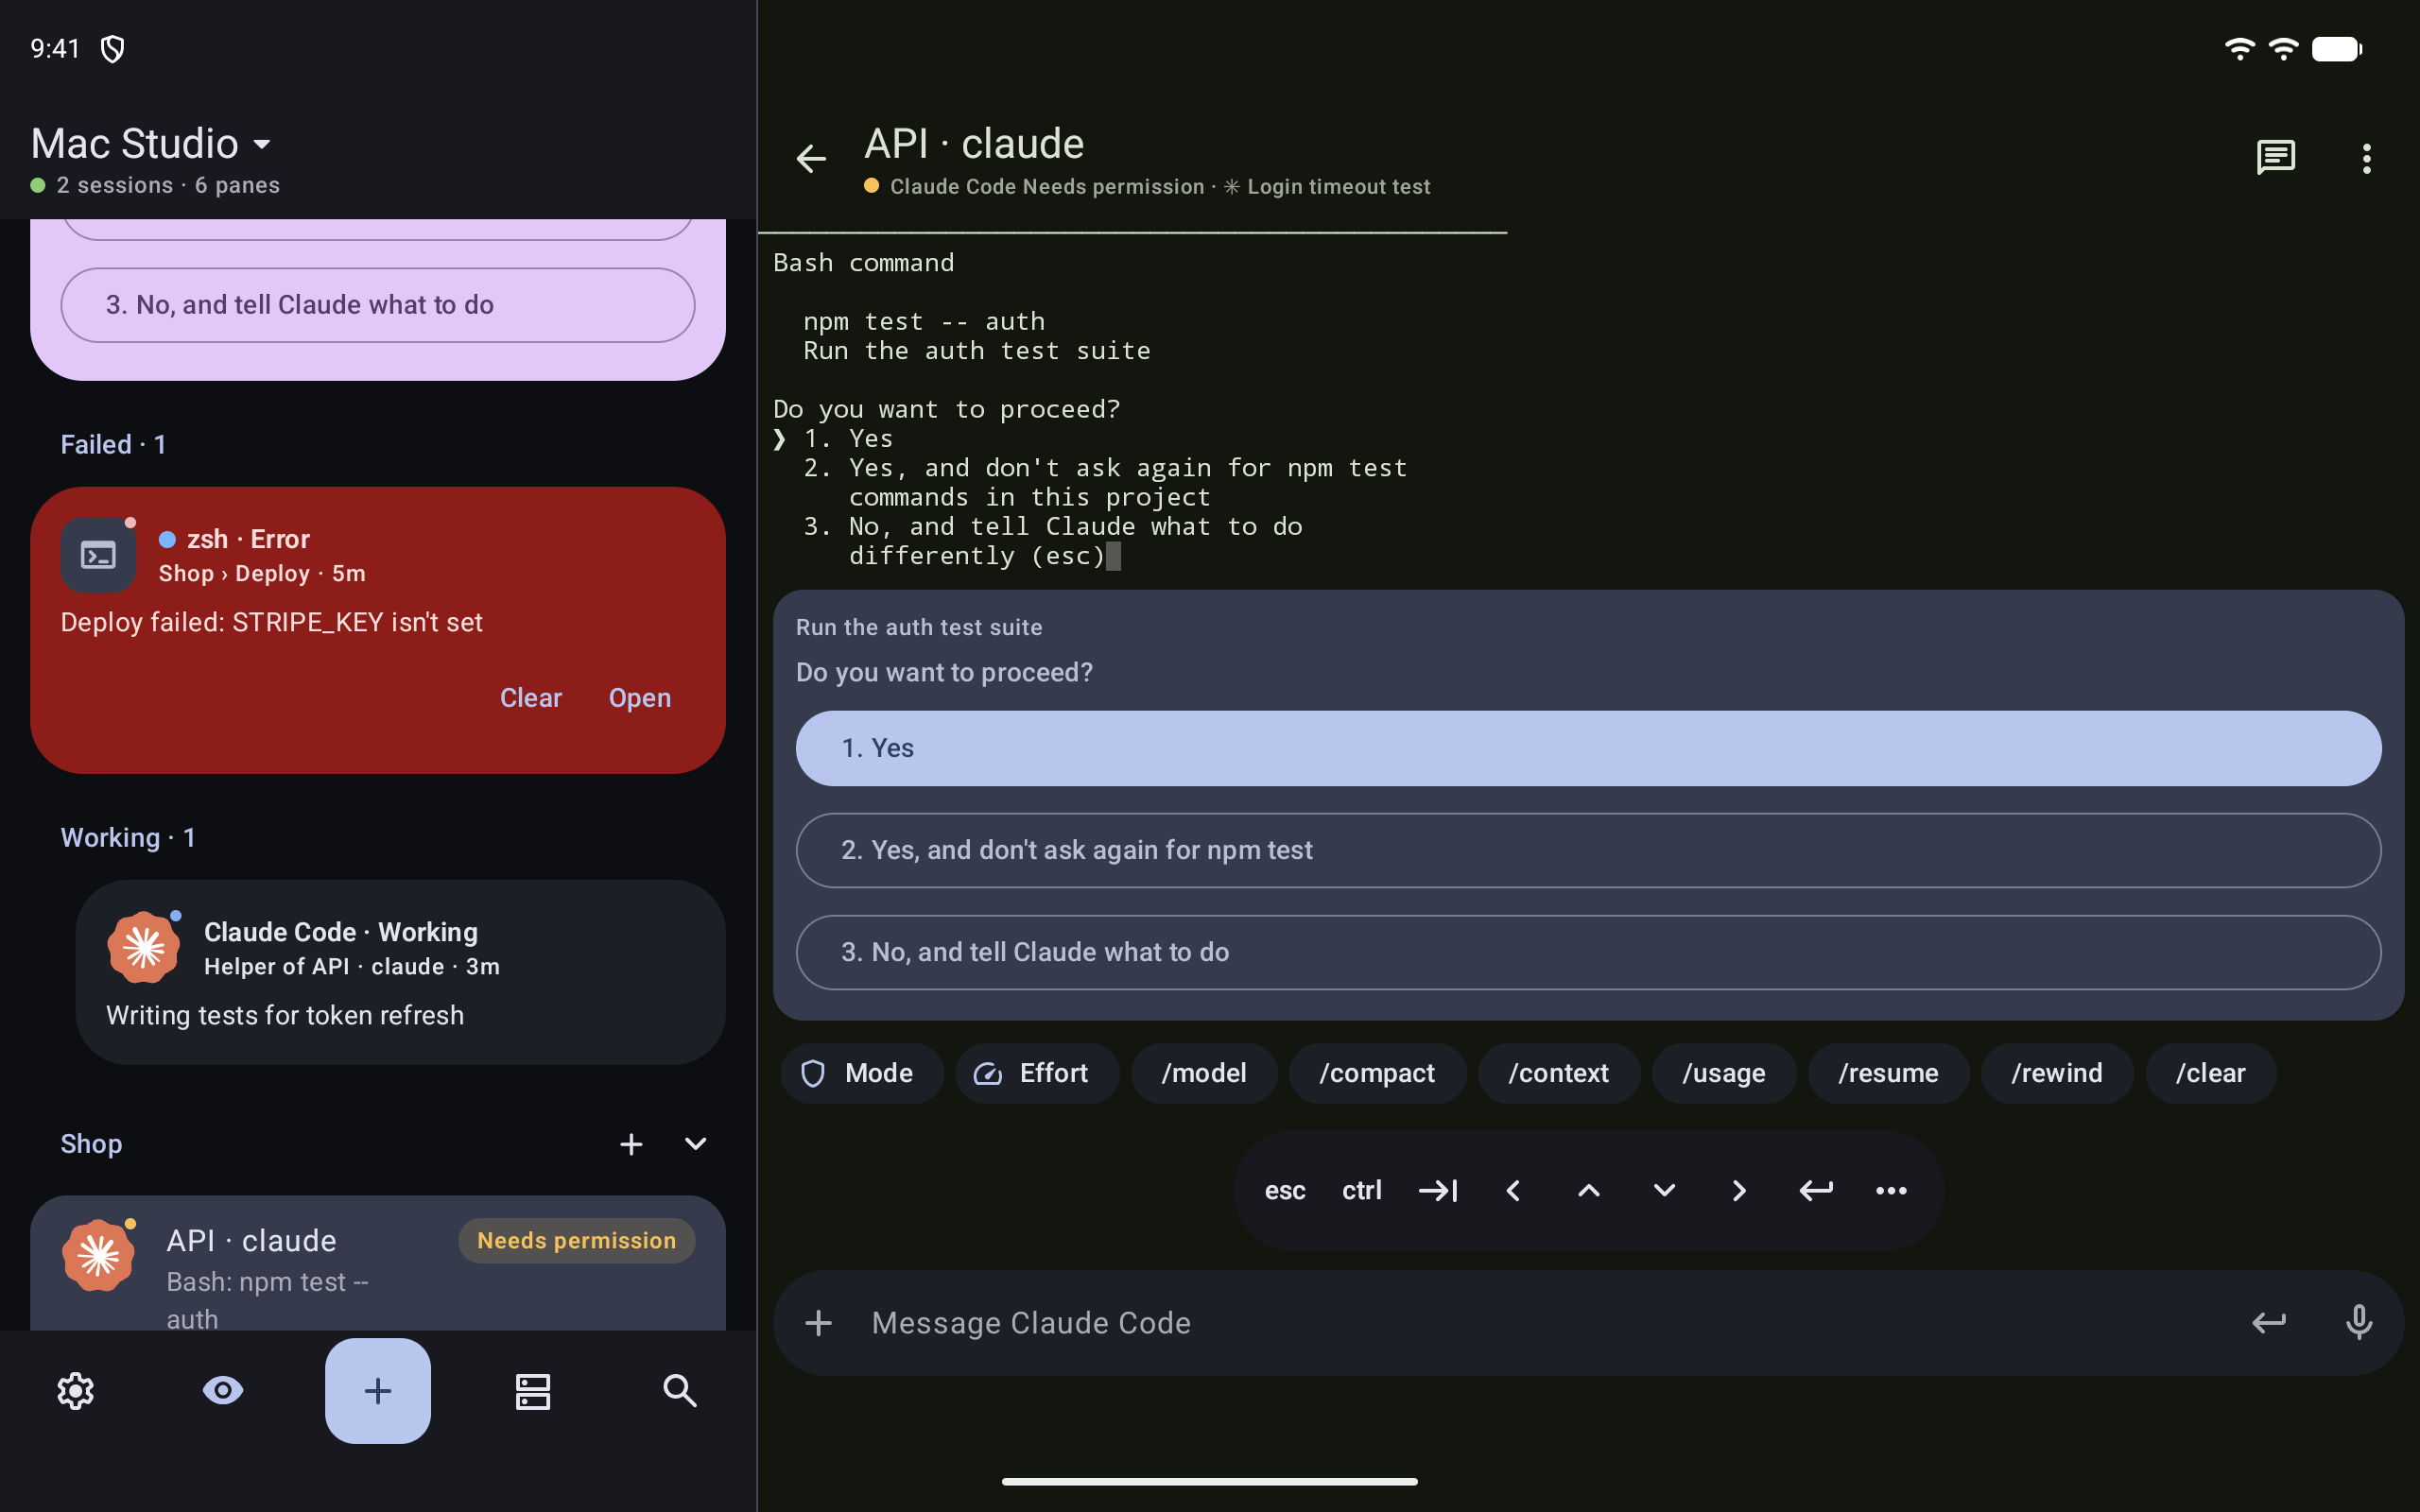 9:41
Mac Studio
2 sessions · 6 panes
3. No, and tell Claude what to do
Failed · 1
zsh · Error
Shop › Deploy · 5m
Deploy failed: STRIPE_KEY isn't set
Clear Open
Working · 1
Claude Code · Working
Helper of API · claude · 3m
Writing tests for token refresh
Shop
API · claude
Needs permission
Bash: npm test --
auth
API · claude
Claude Code Needs permission · ✳ Login timeout test
Bash command
npm test -- auth
Run the auth test suite
Do you want to proceed?
❯ 1. Yes
2. Yes, and don't ask again for npm test
commands in this project
3. No, and tell Claude what to do
differently (esc)
Run the auth test suite
Do you want to proceed?
1. Yes
2. Yes, and don't ask again for npm test
3. No, and tell Claude what to do
Mode Effort /model /compact /context /usage /resume /rewind /clear
esc ctrl
Message Claude Code